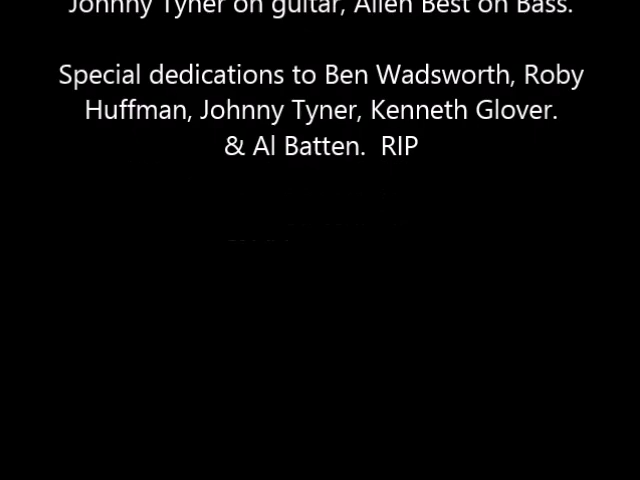 Johnny Tyner on guitar, Allen Best on Bass.
Special dedications to Ben Wadsworth, Roby
Huffman, Johnny Tyner, Kenneth Glover.
& Al Batten. RIP